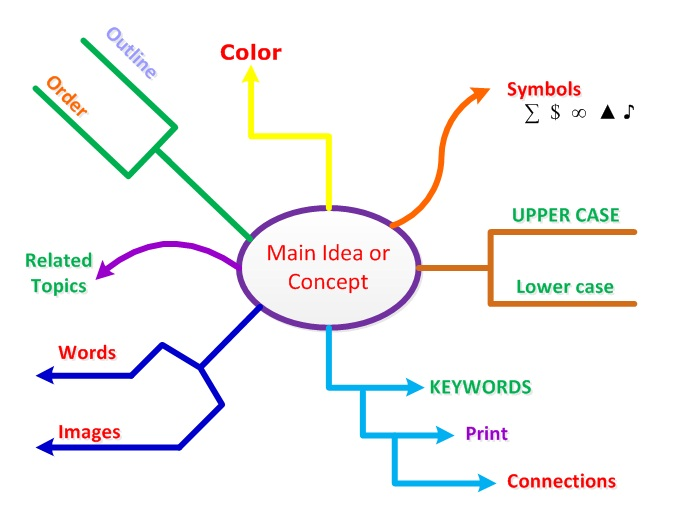 Outline
Order
Color
Symbols
∑ $ ∞ ▲ ♪
UPPER CASE
Lower case
Main Idea or
Concept
Related
Topics
Words
Images
KEYWORDS
Print
Connections